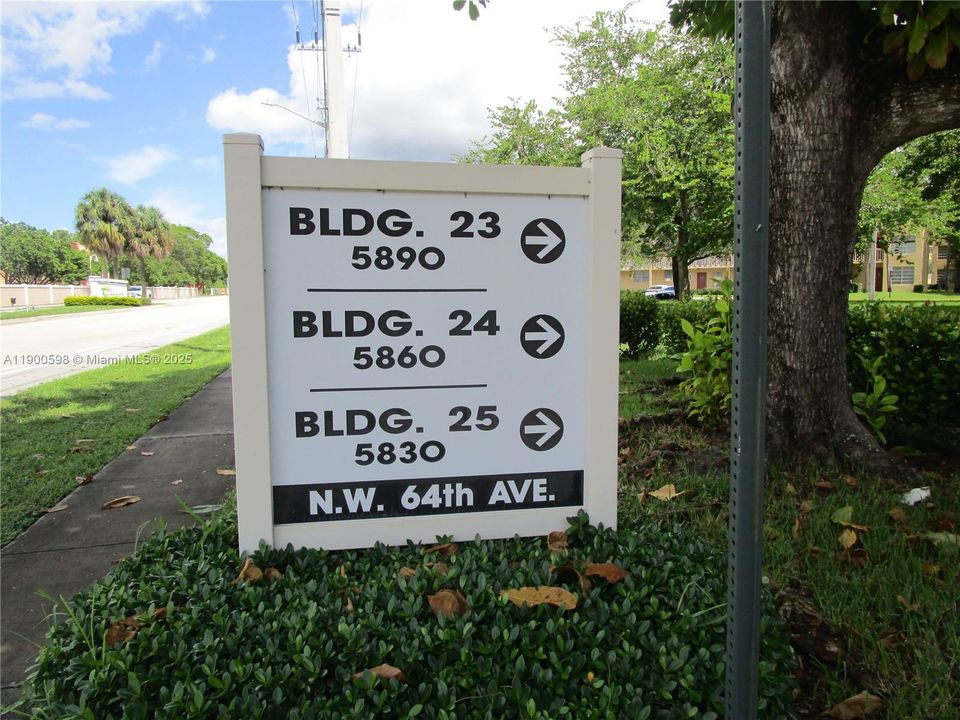 BLDG. 23
5890
BLDG. 24
5860
BLDG. 25
5830
N.W. 64th AVE.
A11900598 © Miami MLS® 2025